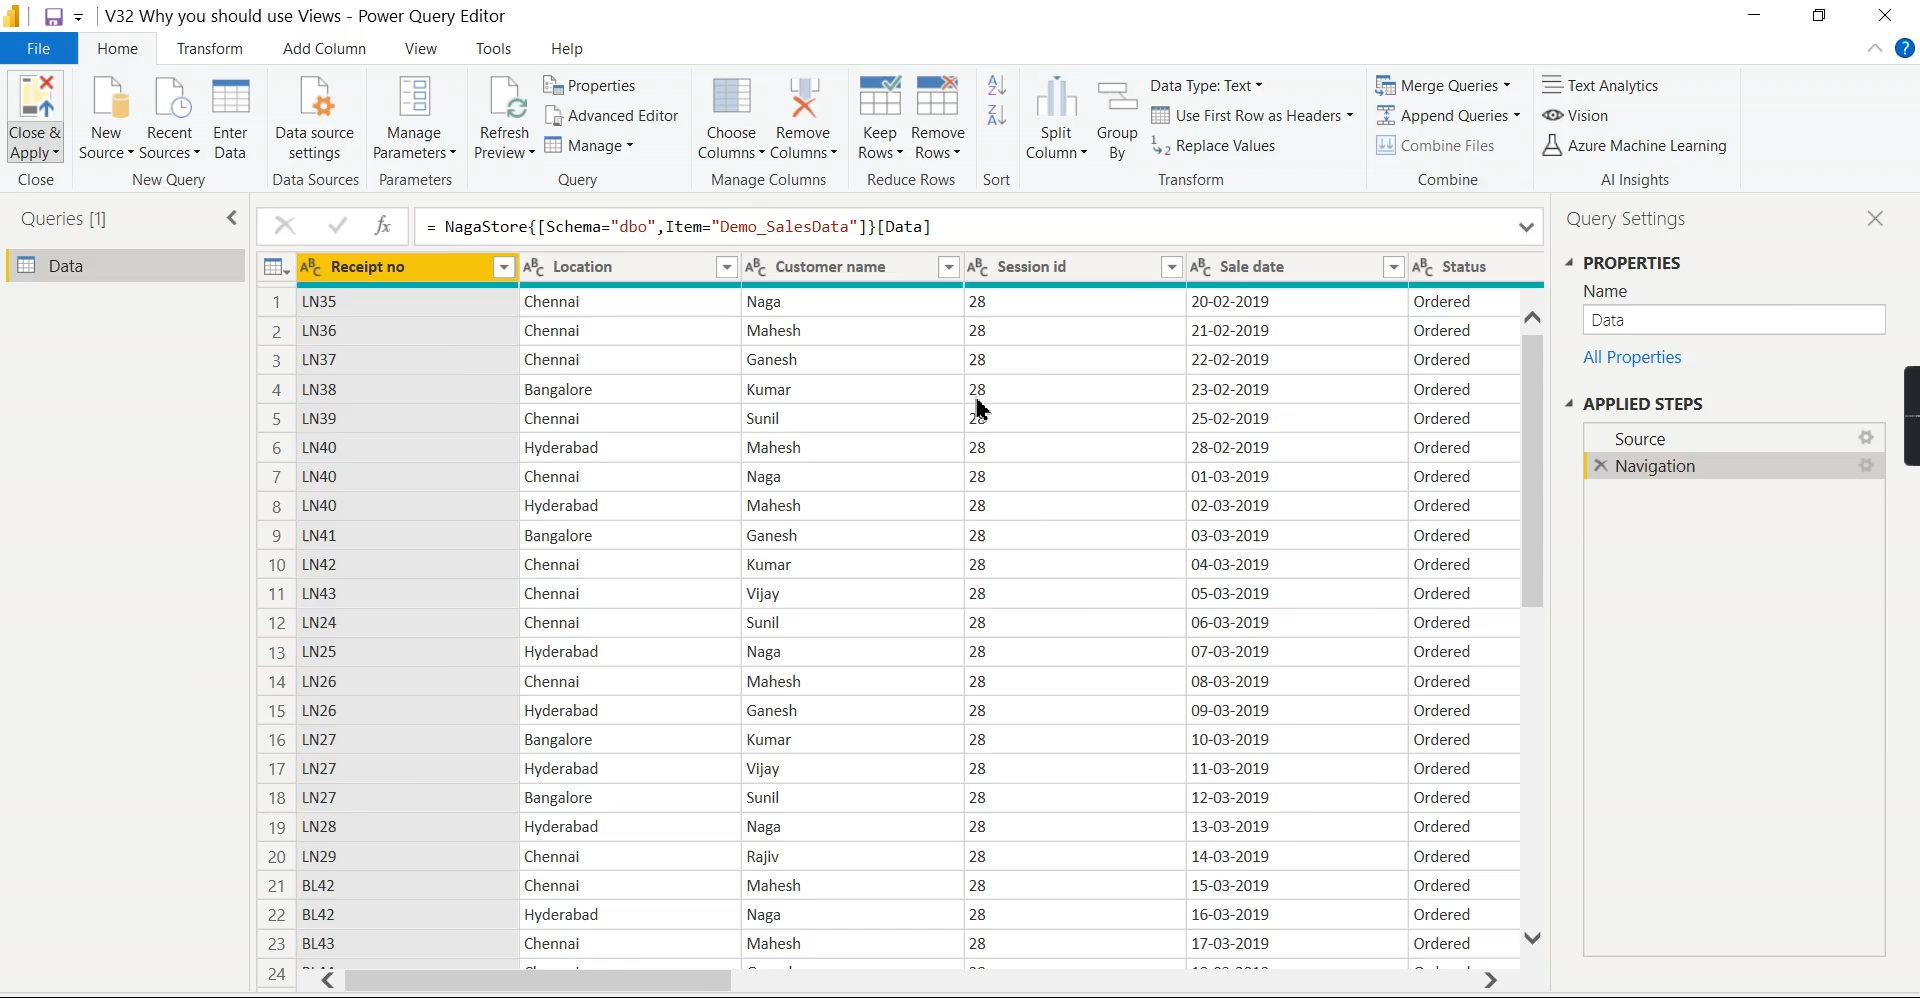 V32 Why you should use Views - Power Query Editor
File Home Transform Add Column View Tools Help
Close & Apply
New Source
Recent Sources
Enter Data
Data source settings
Manage Parameters
Refresh Preview
Properties
Advanced Editor
Manage
Choose Columns
Remove Columns
Keep Rows
Remove Rows
Split Column
Group By
Data Type: Text
Use First Row as Headers
Replace Values
Merge Queries
Append Queries
Combine Files
Text Analytics
Vision
Azure Machine Learning
Close New Query Data Sources Parameters Query Manage Columns Reduce Rows Sort Transform Combine AI Insights
Queries [1]
Data
fx = NagaStore{[Schema="dbo",Item="Demo_SalesData"]}[Data]
Receipt no Location Customer name Session id Sale date Status
1 LN35 Chennai Naga 28 20-02-2019 Ordered
2 LN36 Chennai Mahesh 28 21-02-2019 Ordered
3 LN37 Chennai Ganesh 28 22-02-2019 Ordered
4 LN38 Bangalore Kumar 28 23-02-2019 Ordered
5 LN39 Chennai Sunil 28 25-02-2019 Ordered
6 LN40 Hyderabad Mahesh 28 28-02-2019 Ordered
7 LN40 Chennai Naga 28 01-03-2019 Ordered
8 LN40 Hyderabad Mahesh 28 02-03-2019 Ordered
9 LN41 Bangalore Ganesh 28 03-03-2019 Ordered
10 LN42 Chennai Kumar 28 04-03-2019 Ordered
11 LN43 Chennai Vijay 28 05-03-2019 Ordered
12 LN24 Chennai Sunil 28 06-03-2019 Ordered
13 LN25 Hyderabad Naga 28 07-03-2019 Ordered
14 LN26 Chennai Mahesh 28 08-03-2019 Ordered
15 LN26 Hyderabad Ganesh 28 09-03-2019 Ordered
16 LN27 Bangalore Kumar 28 10-03-2019 Ordered
17 LN27 Hyderabad Vijay 28 11-03-2019 Ordered
18 LN27 Bangalore Sunil 28 12-03-2019 Ordered
19 LN28 Hyderabad Naga 28 13-03-2019 Ordered
20 LN29 Chennai Rajiv 28 14-03-2019 Ordered
21 BL42 Chennai Mahesh 28 15-03-2019 Ordered
22 BL42 Hyderabad Naga 28 16-03-2019 Ordered
23 BL43 Chennai Mahesh 28 17-03-2019 Ordered
24
Query Settings
PROPERTIES
Name
Data
All Properties
APPLIED STEPS
Source
Navigation